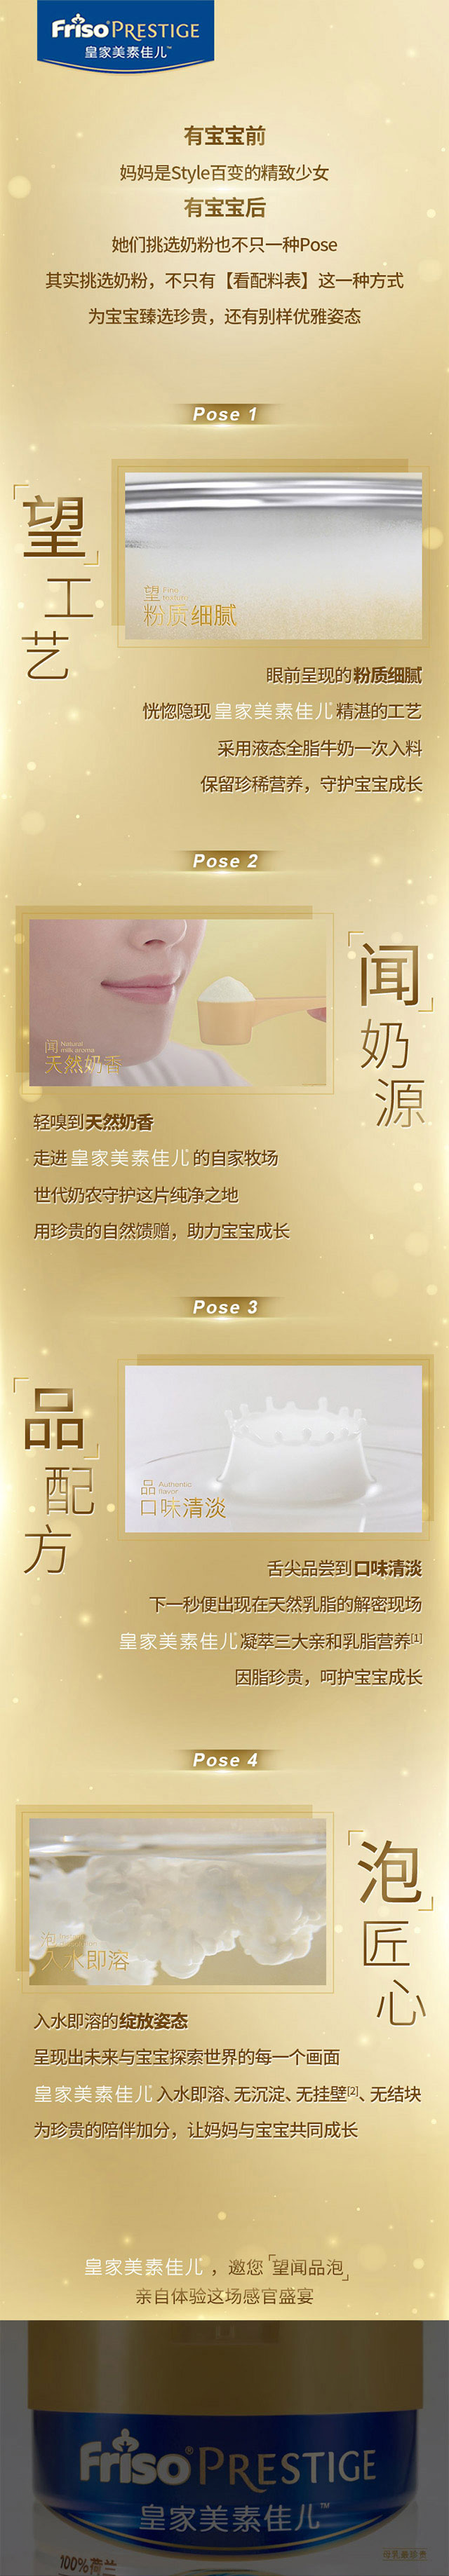 Friso PRESTIGE
皇家美素佳儿™
有宝宝前
妈妈是Style百变的精致少女
有宝宝后
她们挑选奶粉也不只一种Pose
其实挑选奶粉，不只有【看配料表】这一种方式
为宝宝臻选珍贵，还有别样优雅姿态
Pose 1
「望」
工艺
望 Fine texture
粉质细腻
眼前呈现的粉质细腻
恍惚隐现 皇家美素佳儿 精湛的工艺
采用液态全脂牛奶一次入料
保留珍稀营养，守护宝宝成长
Pose 2
「闻」
奶源
闻 Natural milk aroma
天然奶香
轻嗅到天然奶香
走进 皇家美素佳儿 的自家牧场
世代奶农守护这片纯净之地
用珍贵的自然馈赠，助力宝宝成长
Pose 3
「品」
配方
品 Authentic flavor
口味清淡
舌尖品尝到口味清淡
下一秒便出现在天然乳脂的解密现场
皇家美素佳儿 凝萃三大亲和乳脂营养[1]
因脂珍贵，呵护宝宝成长
Pose 4
「泡」
匠心
泡
入水即溶
入水即溶的绽放姿态
呈现出未来与宝宝探索世界的每一个画面
皇家美素佳儿 入水即溶、无沉淀、无挂壁[2]、无结块
为珍贵的陪伴加分，让妈妈与宝宝共同成长
皇家美素佳儿，邀您「望闻品泡」
亲自体验这场感官盛宴
Friso® PRESTIGE
皇家美素佳儿™
100%荷兰